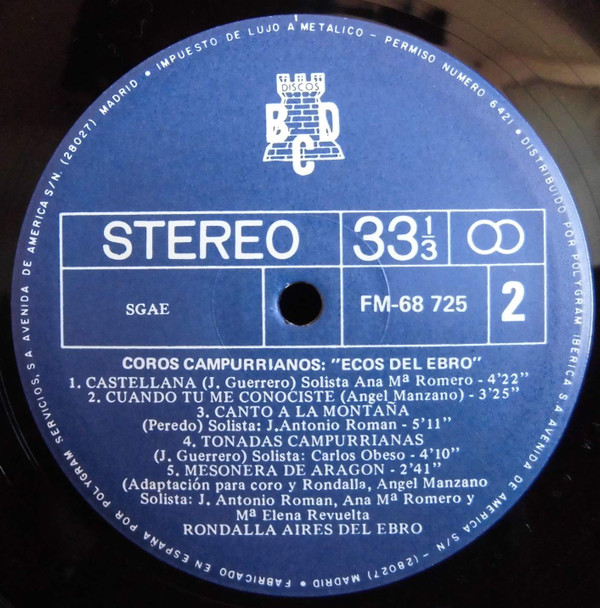 IMPUESTO DE LUJO A METALICO - PERMISO NUMERO 6421 • DISTRIBUIDO POR POLYGRAM IBERICA SA AVENIDA DE AMERICA S/N - (28027) MADRID • FABRICADO EN ESPAÑA POR POLYGRAM SERVICIOS, S.A AVENIDA DE AMERICA S/N. (28027) MADRID •
DISCOS
B C D
STEREO
33 1/3
SGAE
FM-68 725
2
COROS CAMPURRIANOS: "ECOS DEL EBRO"
1. CASTELLANA (J. Guerrero) Solista Ana Mª Romero - 4'22"
2. CUANDO TU ME CONOCISTE (Angel Manzano) - 3'25"
3. CANTO A LA MONTAÑA
(Peredo) Solista: J.Antonio Roman - 5'11"
4. TONADAS CAMPURRIANAS
(J. Guerrero) Solista: Carlos Obeso - 4'10"
5. MESONERA DE ARAGON - 2'41"
(Adaptación para coro y Rondalla, Angel Manzano
Solista: J. Antonio Roman, Ana Mª Romero y
Mª Elena Revuelta
RONDALLA AIRES DEL EBRO